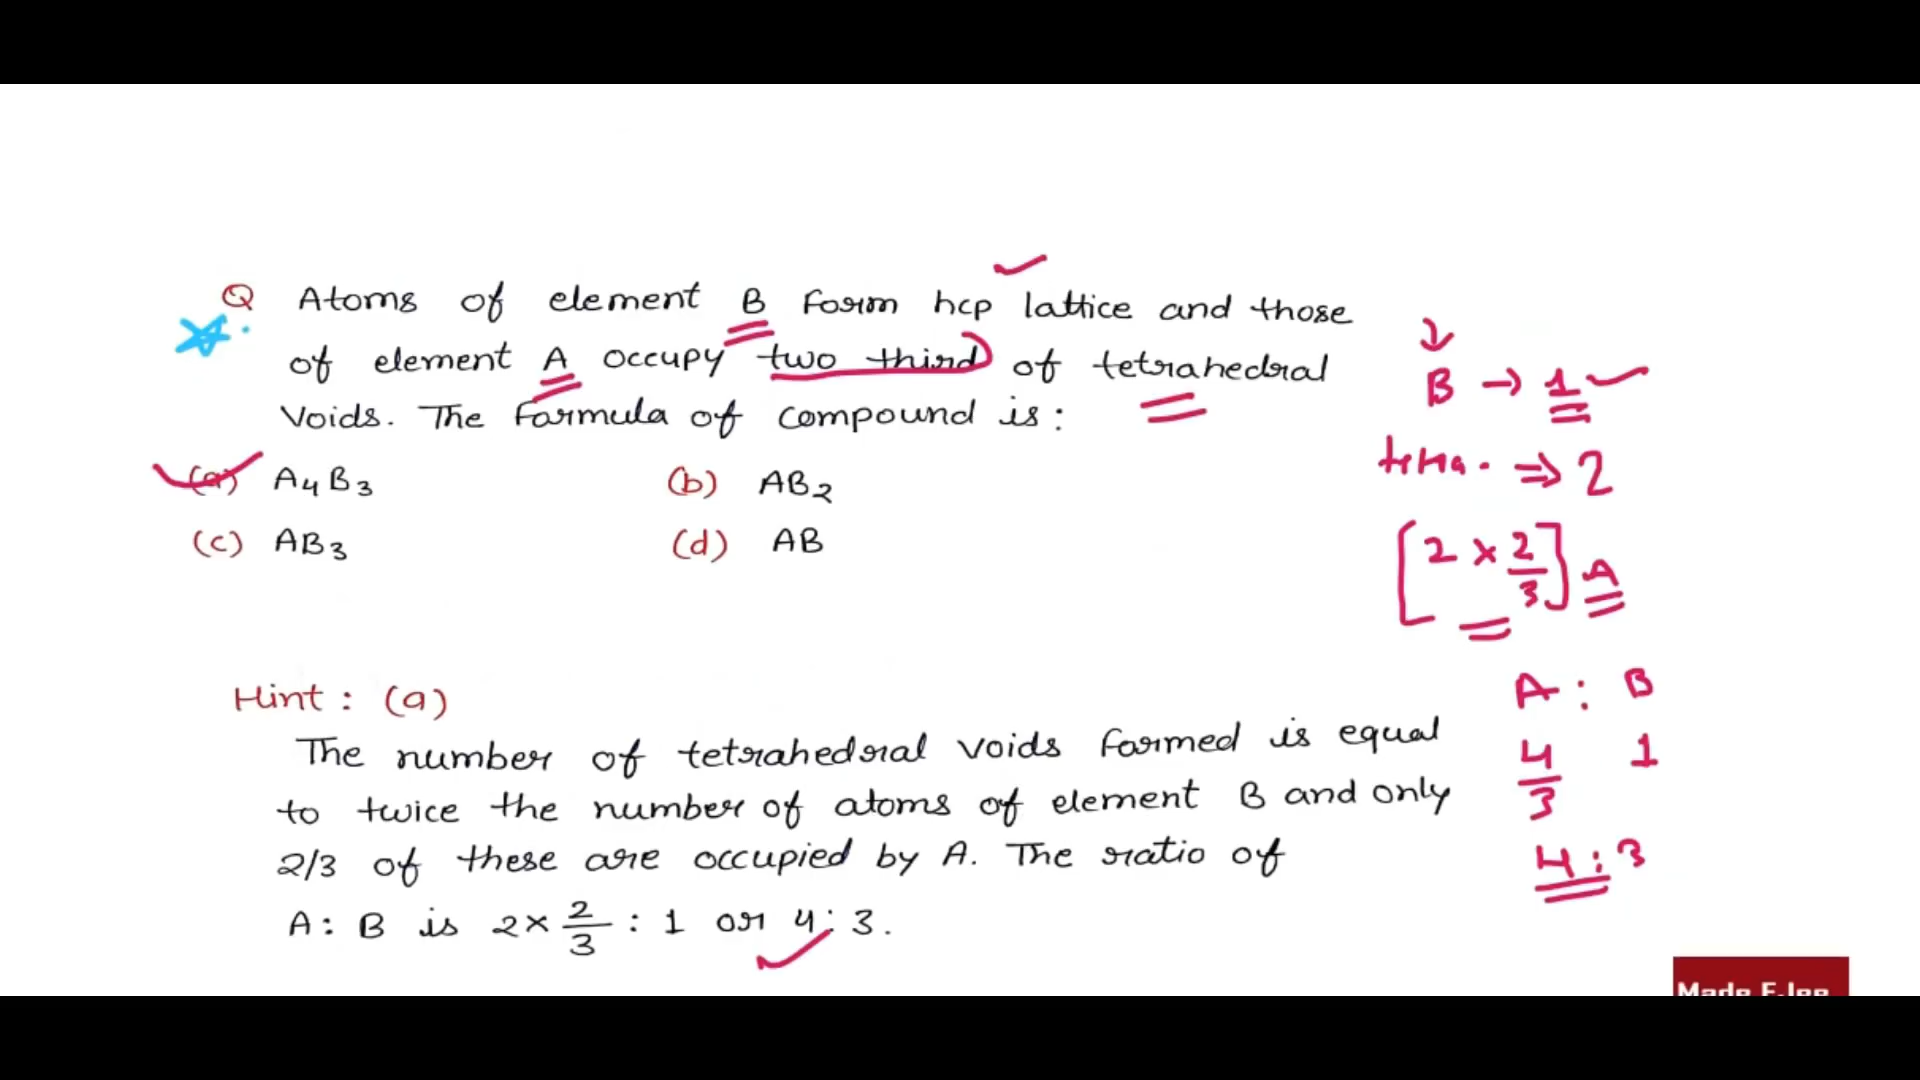 Q Atoms of element B form hcp lattice and those
of element A occupy two third of tetrahedral
voids. The formula of compound is:
(a) A₄B₃ (b) AB₂
(c) AB₃ (d) AB
Hint: (a)
The number of tetrahedral voids formed is equal
to twice the number of atoms of element B and only
2/3 of these are occupied by A. The ratio of
A: B is 2 × 2/3 : 1 or 4: 3.
B → 1
tetra. ⇒ 2
[2 × 2/3] A
A : B
4/3 1
4 : 3
Made EJee